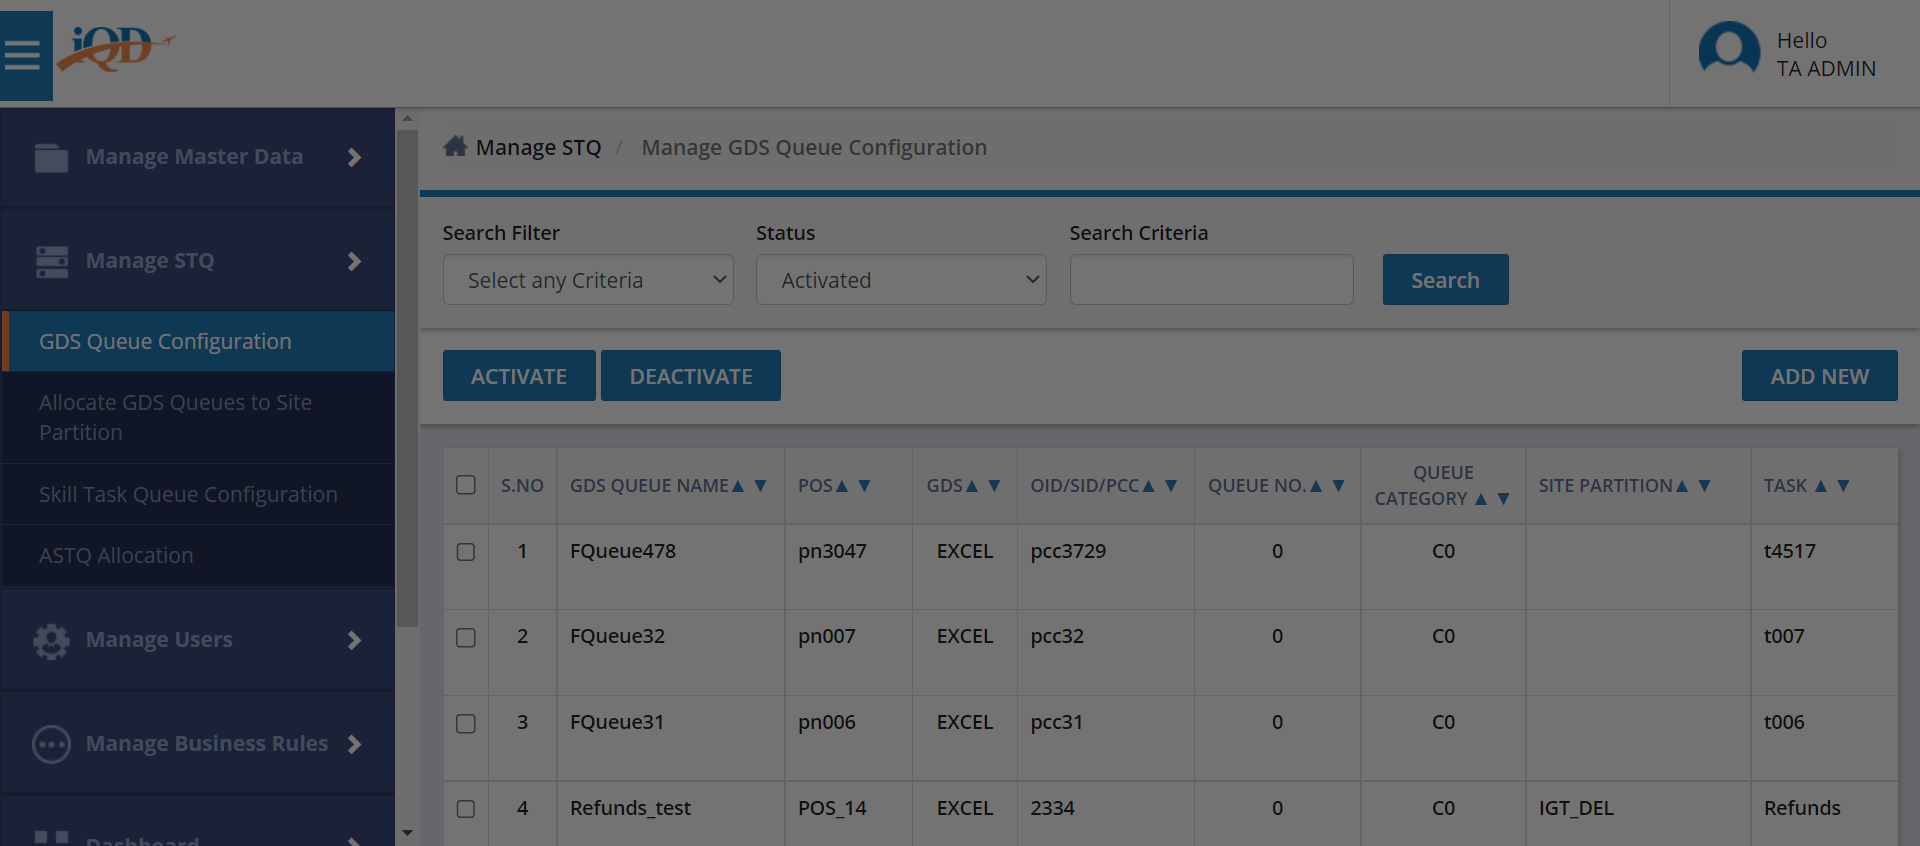 iQD
Hello
TA ADMIN
Manage Master Data
Manage STQ
GDS Queue Configuration
Allocate GDS Queues to Site
Partition
Skill Task Queue Configuration
ASTQ Allocation
Manage Users
Manage Business Rules
Dashboard
Manage STQ / Manage GDS Queue Configuration
Search Filter Status Search Criteria
Select any Criteria Activated Search
ACTIVATE DEACTIVATE ADD NEW
S.NO GDS QUEUE NAME▲ ▼ POS▲ ▼ GDS▲ ▼ OID/SID/PCC▲ ▼ QUEUE NO.▲ ▼ QUEUE CATEGORY ▲ ▼ SITE PARTITION▲ ▼ TASK ▲ ▼
1 FQueue478 pn3047 EXCEL pcc3729 0 C0 t4517
2 FQueue32 pn007 EXCEL pcc32 0 C0 t007
3 FQueue31 pn006 EXCEL pcc31 0 C0 t006
4 Refunds_test POS_14 EXCEL 2334 0 C0 IGT_DEL Refunds